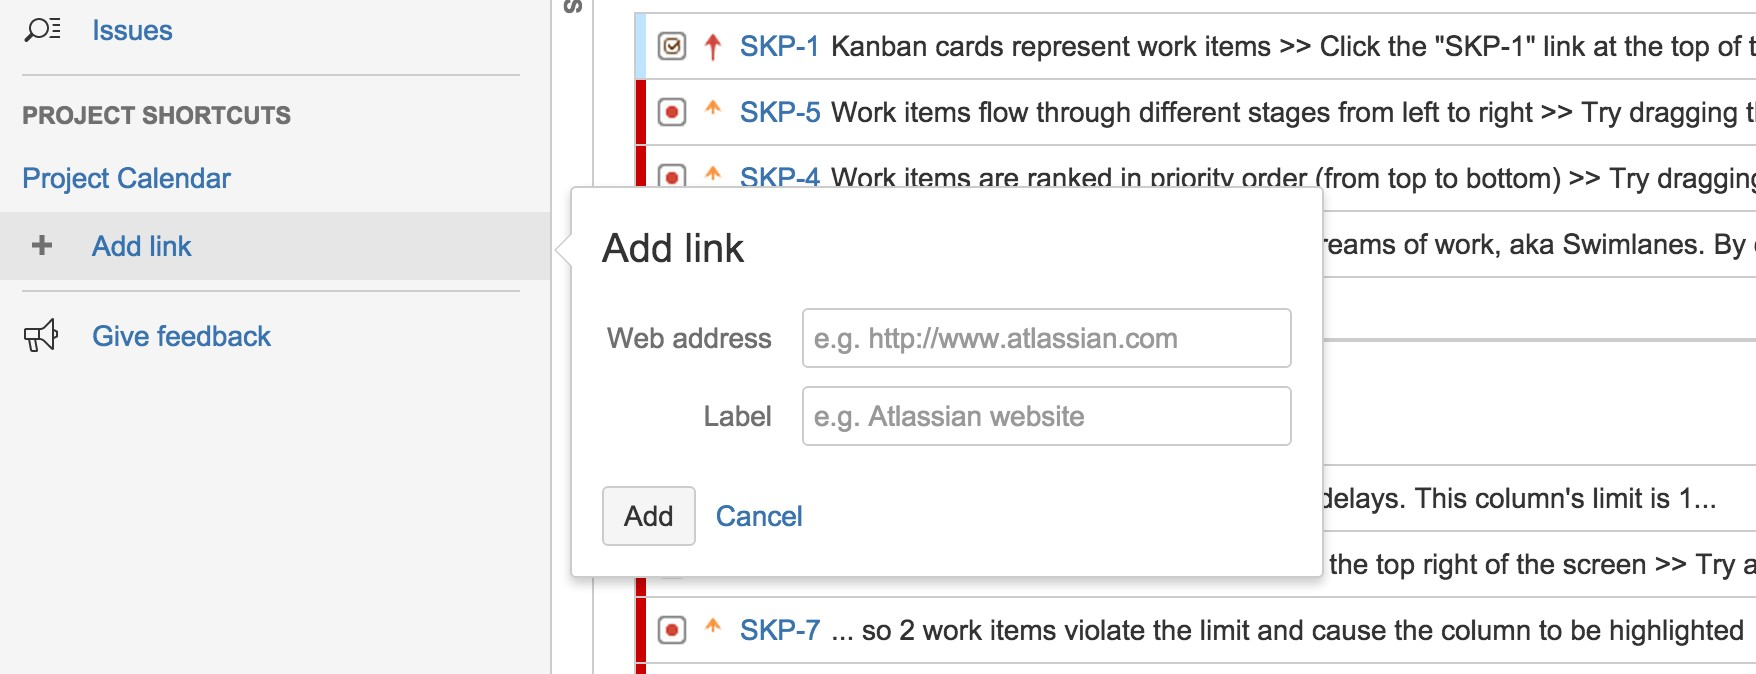 Issues
PROJECT SHORTCUTS
Project Calendar
Add link
Give feedback
SKP-1 Kanban cards represent work items >> Click the "SKP-1" link at the top of
SKP-5 Work items flow through different stages from left to right >> Try dragging
SKP-4 Work items are ranked in priority order (from top to bottom) >> Try dragging
of work, aka Swimlanes. By
Add link
Web address e.g. http://www.atlassian.com
Label e.g. Atlassian website
Add Cancel
delays. This column's limit is 1...
the top right of the screen >> Try
SKP-7 ... so 2 work items violate the limit and cause the column to be highlighted